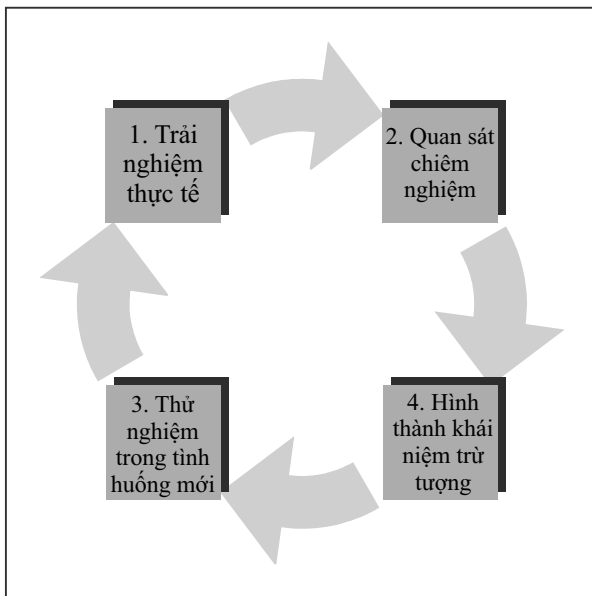 1. Trải
nghiệm
thực tế
2. Quan sát
chiêm
nghiệm
3. Thử
nghiệm
trong tình
huống mới
4. Hình
thành khái
niệm trừ
tượng